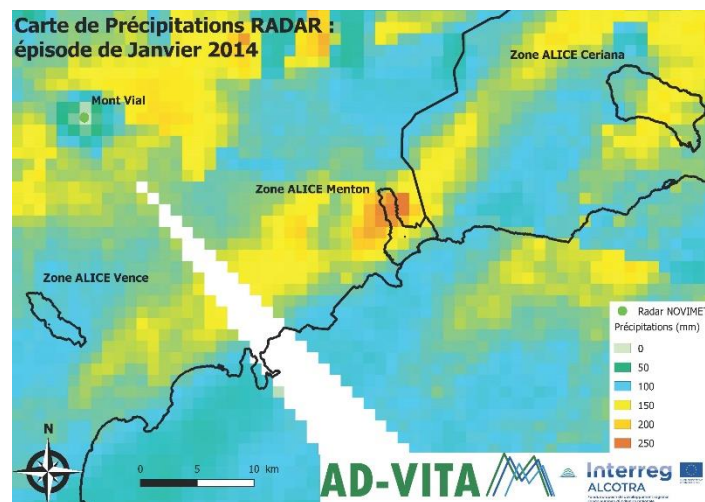 Carte de Précipitations RADAR :
épisode de Janvier 2014
Zone ALICE Ceriana
Mont Vial
Zone ALICE Menton
Zone ALICE Vence
Radar NOVIMET
Précipitations (mm)
0
50
100
150
200
250
N
0 5 10 km
AD-VITA
Interreg
ALCOTRA